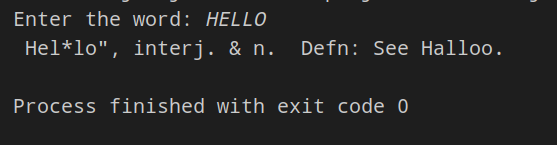 Enter the word: HELLO
Hel*lo", interj. & n.  Defn: See Halloo.
Process finished with exit code 0